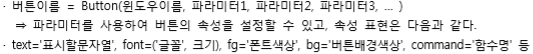 · 버튼이름 = Button(윈도우이름, 파라미터1, 파라미터2, 파라미터3, ... )
⇒ 파라미터를 사용하여 버튼의 속성을 설정할 수 있고, 속성 표현은 다음과 같다.
· text='표시할문자열', font=('글꼴', 크기), fg='폰트색상', bg='버튼배경색상', command='함수명' 등